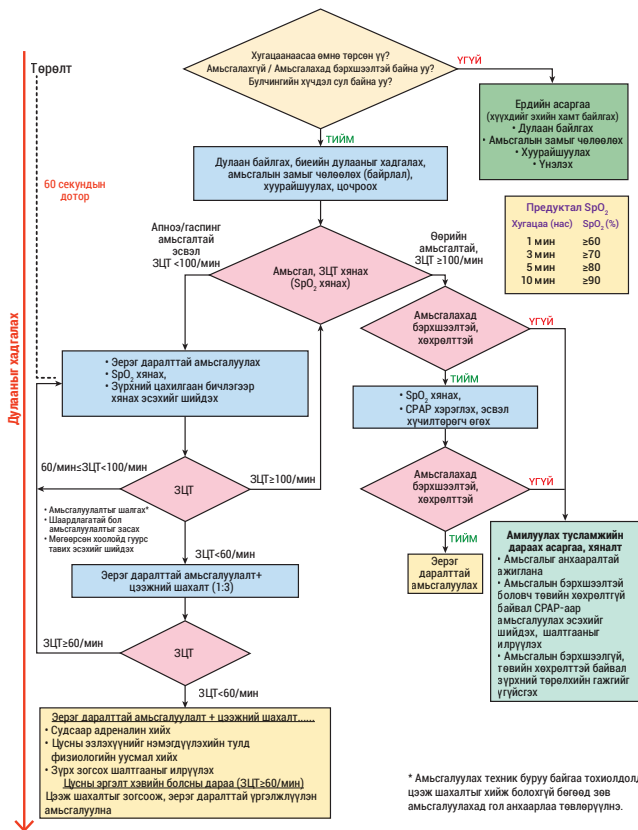 Төрөлт
60 секундын
дотор
Дулааныг хадгалах
Хугацаанаасаа
өмнө төрсөн үү?
Амьсгалахгүй / Амьсгалахад бэрхшээлтэй байна уу?
Булчингийн
хүчдэл сул
байна уу?
ҮГҮЙ
Ердийн асаргаа
(хүүхдийг эхийн хамт байлгах)
• Дулаан байлгах
• Амьсгалын замыг чөлөөлөх
• Хуурайшуулах
• Үнэлэх
ТИЙМ
Дулаан байлгах, биеийн дулааныг хадгалах,
амьсгалын замыг чөлөөлөх (байрлал),
хуурайшуулах, цочроох
Предуктал SpO₂
Хугацаа (нас) SpO₂ (%)
1 мин ≥60
3 мин ≥70
5 мин ≥80
10 мин ≥90
Апноэ/гаспинг
амьсгалтай
эсвэл
ЗЦТ <100/мин
Амьсгал, ЗЦТ хянах
(SpO₂ хянах)
Өөрийн
амьсгалтай,
ЗЦТ ≥100/мин
Амьсгалахад
бэрхшээлтэй,
хөхрөлттэй
ҮГҮЙ
ТИЙМ
• Эерэг даралттай амьсгалуулах
• SpO₂ хянах,
• Зүрхний цахилгаан бичлэгээр
хянах эсэхийг шийдэх
• SpO₂ хянах,
• CPAP хэрэглэх, эсвэл
хүчилтөрөгч өгөх
60/мин≤ЗЦТ<100/мин
ЗЦТ
ЗЦТ≥100/мин
• Амьсгуулалтыг шалгах*
• Шаардлагатай бол
амьсгуулалтыг засах
• Мөгөөрсөн хоолойд гуурс
тавих эсэхийг шийдэх
Амьсгалахад
бэрхшээлтэй,
хөхрөлттэй
ҮГҮЙ
ТИЙМ
Эерэг
даралттай
амьсгалуулах
ЗЦТ<60/мин
Эерэг даралттай амьсгуулалт+
цээжний шахалт (1:3)
ЗЦТ≥60/мин
ЗЦТ
ЗЦТ<60/мин
Амилуулах тусламжийн
дараах асаргаа, хяналт
• Амьсгалыг анхааралтай
ажиглана
• Амьсгалын бэрхшээлтэй
боловч төвийн хөхрөлтгүй
байвал CPAP-аар
амьсгалуулах эсэхийг
шийдэх, шалтгааныг
илрүүлэх
• Амьсгалын бэрхшээлгүй,
төвийн хөхрөлттэй байвал
зүрхний төрөлхийн гажгийг
үгүйсгэх
Эерэг даралттай амьсгуулалт + цээжний шахалт......
• Судсаар адреналин хийх
• Цусны эзлэхүүнийг нэмэгдүүлэхийн тулд
физиологийн уусмал хийх
• Зүрх зогсох шалтгааныг илрүүлэх
Цусны эргэлт хэвийн болсны дараа (ЗЦТ≥60/мин)
Цээж шахалтыг зогсоож, эерэг даралттай үргэлжлүүлэн
амьсгалуулна
* Амьсгалуулах техник буруу байгаа тохиолдолд
цээж шахалтыг хийж болохгүй бөгөөд зөв
амьсгалуулахад гол анхаарлаа төвлөрүүлнэ.